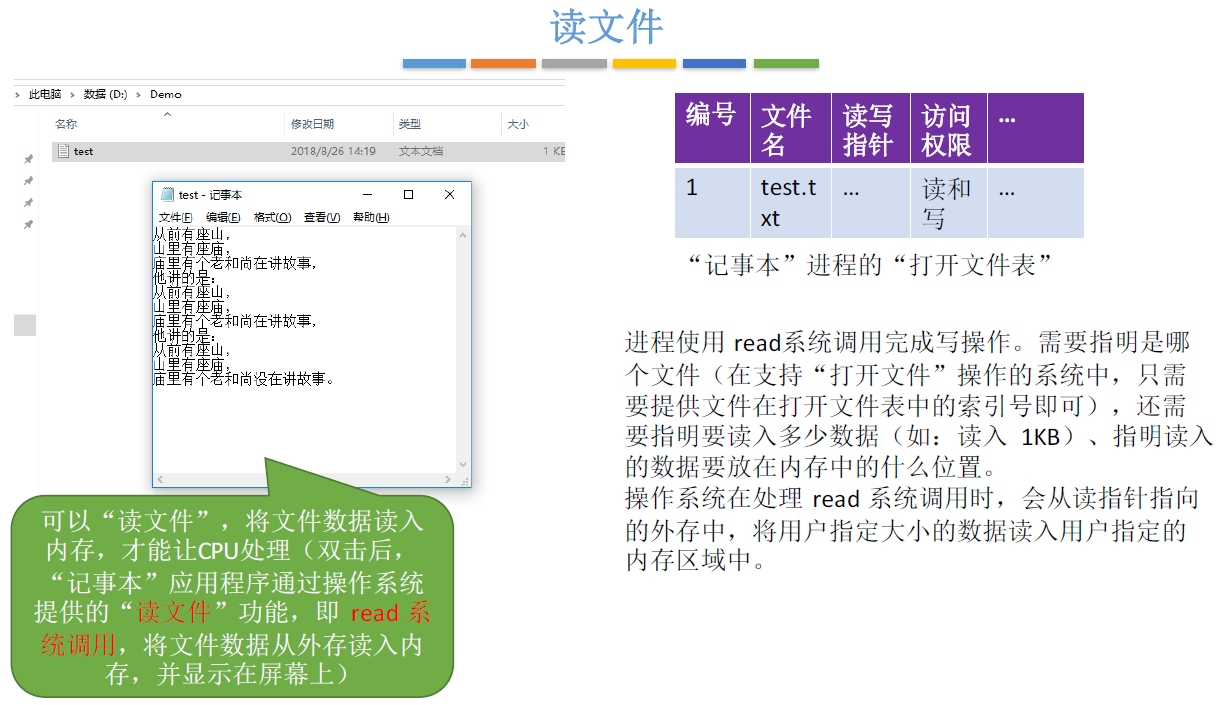 读文件
› 此电脑 › 数据 (D:) › Demo
名称 修改日期 类型 大小
test 2018/8/26 14:19 文本文档 1 KB
test - 记事本
文件(F) 编辑(E) 格式(O) 查看(V) 帮助(H)
从前有座山,
山里有座庙,
庙里有个老和尚在讲故事,
他讲的是:
从前有座山,
山里有座庙,
庙里有个老和尚在讲故事,
他讲的是:
从前有座山,
山里有座庙,
庙里有个老和尚没在讲故事。
可以“读文件”，将文件数据读入
内存，才能让CPU处理（双击后，
“记事本”应用程序通过操作系统
提供的“读文件”功能，即 read 系
统调用，将文件数据从外存读入内
存，并显示在屏幕上）
编号 文件 读写 访问 ...
名 指针 权限
1 test.t ... 读和 ...
xt 写
“记事本”进程的“打开文件表”
进程使用 read系统调用完成写操作。需要指明是哪
个文件（在支持“打开文件”操作的系统中，只需
要提供文件在打开文件表中的索引号即可），还需
要指明要读入多少数据（如：读入 1KB）、指明读入
的数据要放在内存中的什么位置。
操作系统在处理 read 系统调用时，会从读指针指向
的外存中，将用户指定大小的数据读入用户指定的
内存区域中。